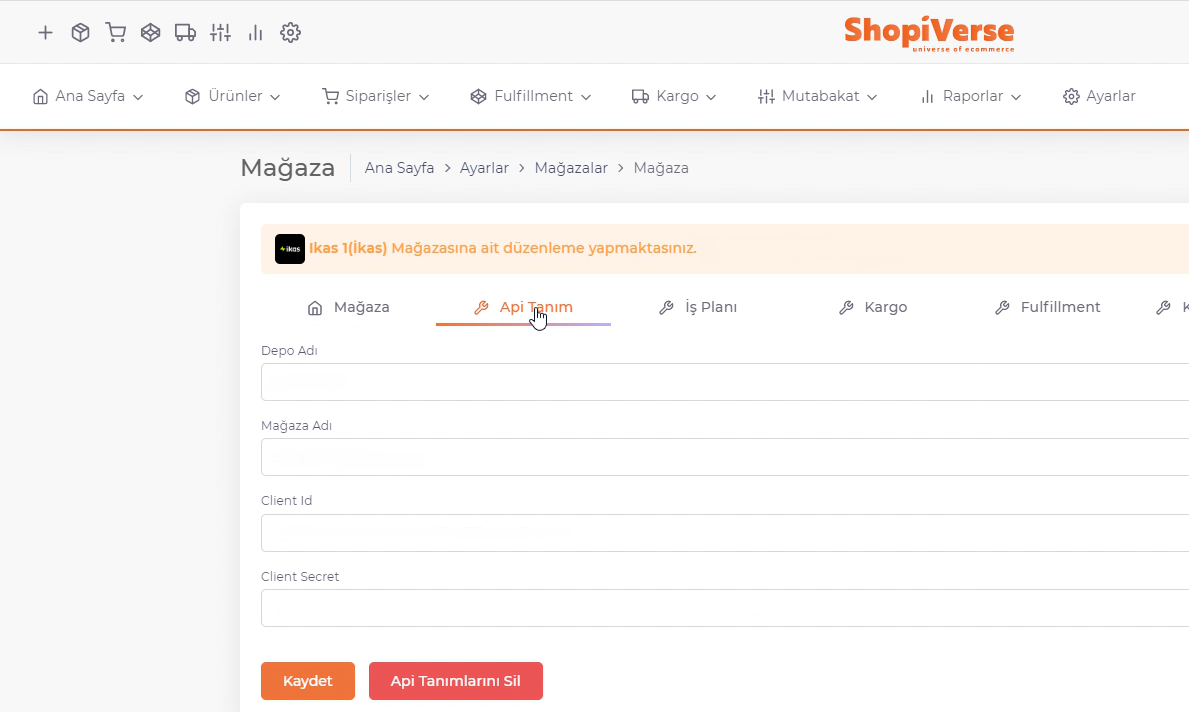 ShopiVerse
universe of ecommerce
Ana Sayfa Ürünler Siparişler Fulfillment Kargo Mutabakat Raporlar Ayarlar
Mağaza Ana Sayfa > Ayarlar > Mağazalar > Mağaza
ikas Ikas 1(İkas) Mağazasına ait düzenleme yapmaktasınız.
Mağaza Api Tanım İş Planı Kargo Fulfillment K
Depo Adı
Mağaza Adı
Client Id
Client Secret
Kaydet Api Tanımlarını Sil